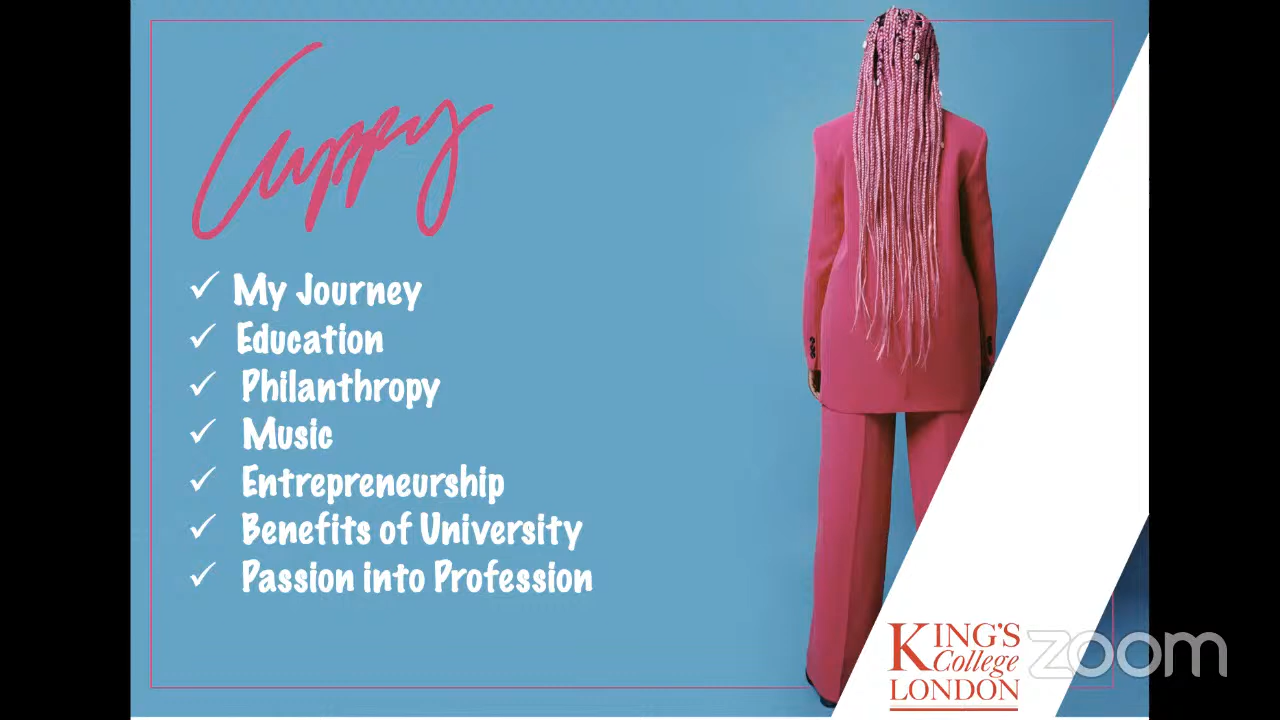 Cuppy
My Journey
Education
Philanthropy
Music
Entrepreneurship
Benefits of University
Passion into Profession
KING'S
College
LONDON
zoom